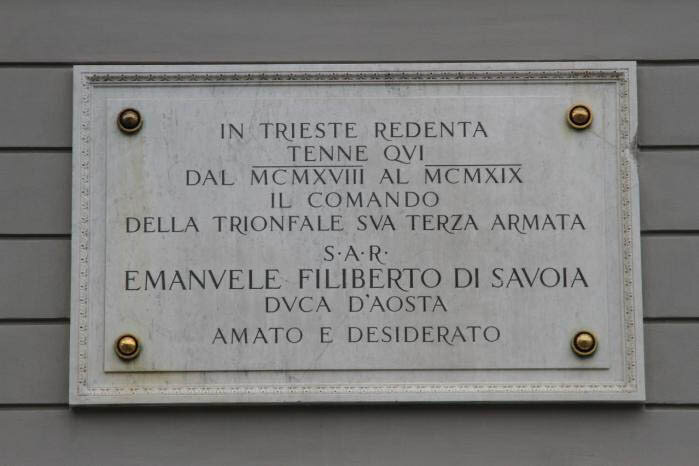 IN TRIESTE REDENTA
TENNE QVI
DAL MCMXVIII AL MCMXIX
IL COMANDO
DELLA TRIONFALE SVA TERZA ARMATA
S·A·R·
EMANVELE FILIBERTO DI SAVOIA
DVCA D'AOSTA
AMATO E DESIDERATO